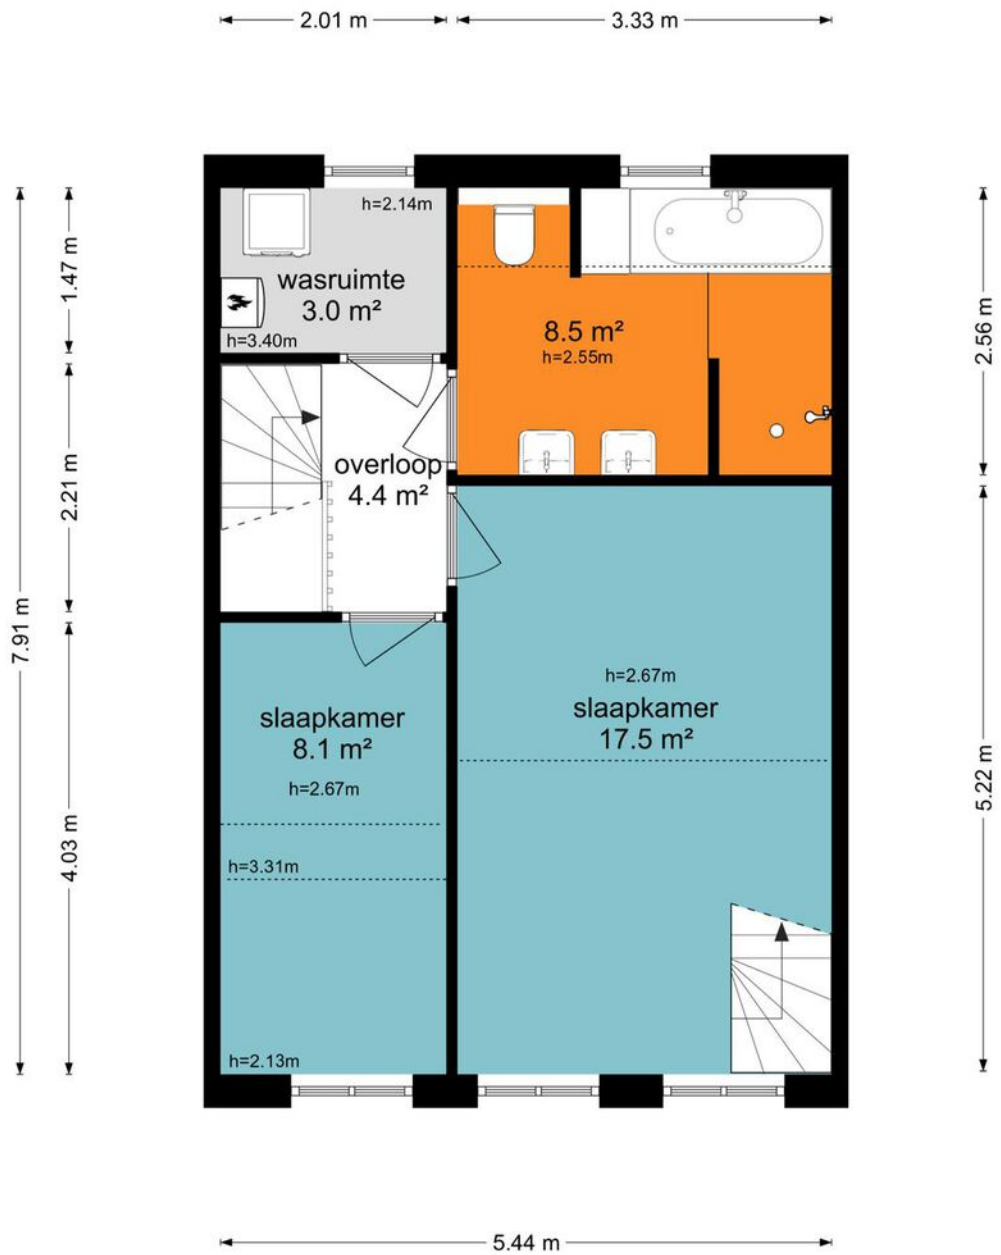 2.01 m
3.33 m
h=2.14m
wasruimte
3.0 m²
h=3.40m
8.5 m²
h=2.55m
1.47 m
2.56 m
overloop
4.4 m²
2.21 m
7.91 m
h=2.67m
slaapkamer
17.5 m²
slaapkamer
8.1 m²
h=2.67m
h=3.31m
4.03 m
5.22 m
h=2.13m
5.44 m